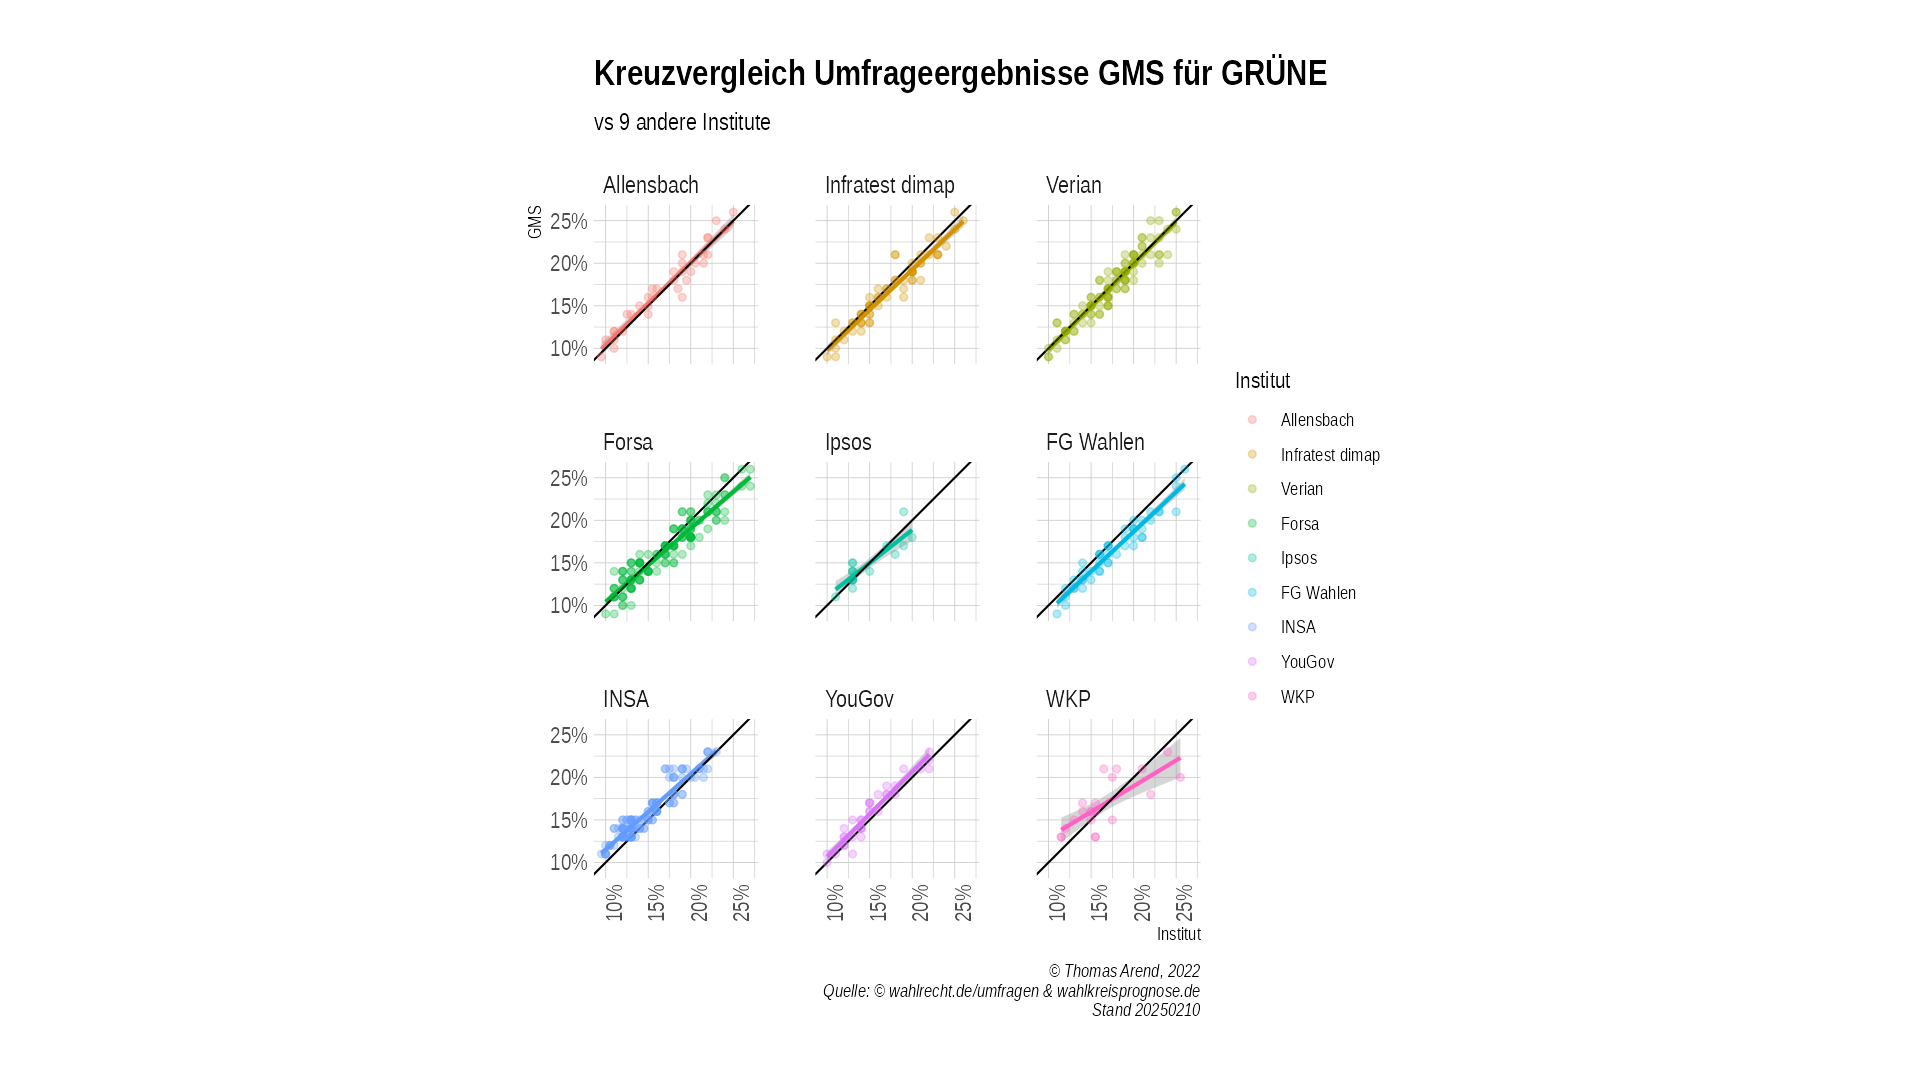 Kreuzvergleich Umfrageergebnisse GMS für GRÜNE
vs 9 andere Institute
Allensbach
Infratest dimap
Verian
GMS
25%
20%
15%
10%
Forsa
Ipsos
FG Wahlen
25%
20%
15%
10%
INSA
YouGov
WKP
25%
20%
15%
10%
10% 15% 20% 25%
10% 15% 20% 25%
10% 15% 20% 25%
Institut
Institut
Allensbach
Infratest dimap
Verian
Forsa
Ipsos
FG Wahlen
INSA
YouGov
WKP
© Thomas Arend, 2022
Quelle: © wahlrecht.de/umfragen & wahlkreisprognose.de
Stand 20250210